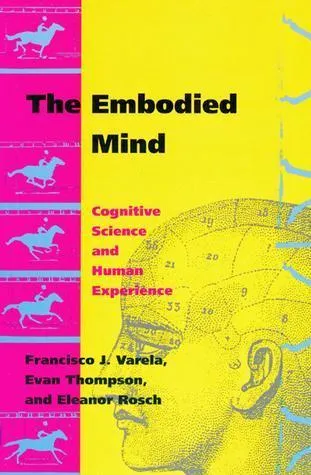 The Embodied
Mind
Cognitive
Science
and
Human
Experience
Francisco J. Varela,
Evan Thompson,
and Eleanor Rosch